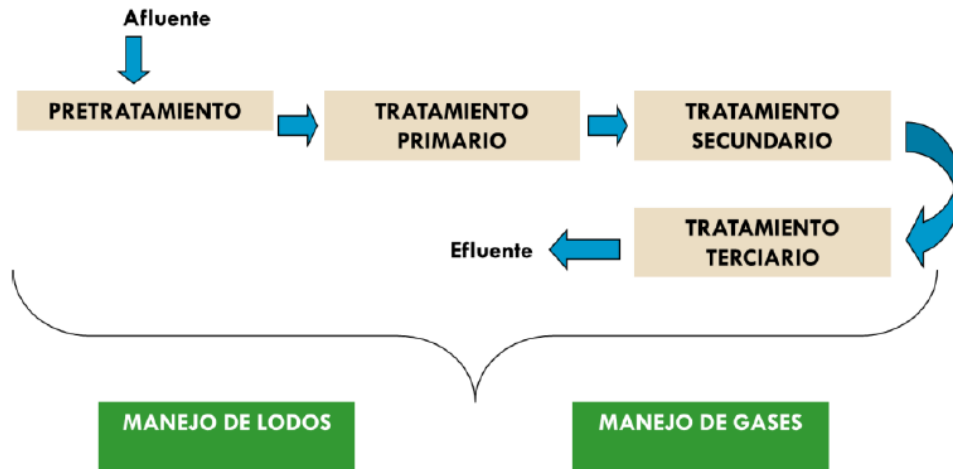 Afluente
PRETRATAMIENTO
TRATAMIENTO
PRIMARIO
TRATAMIENTO
SECUNDARIO
TRATAMIENTO
TERCIARIO
Efluente
MANEJO DE LODOS
MANEJO DE GASES